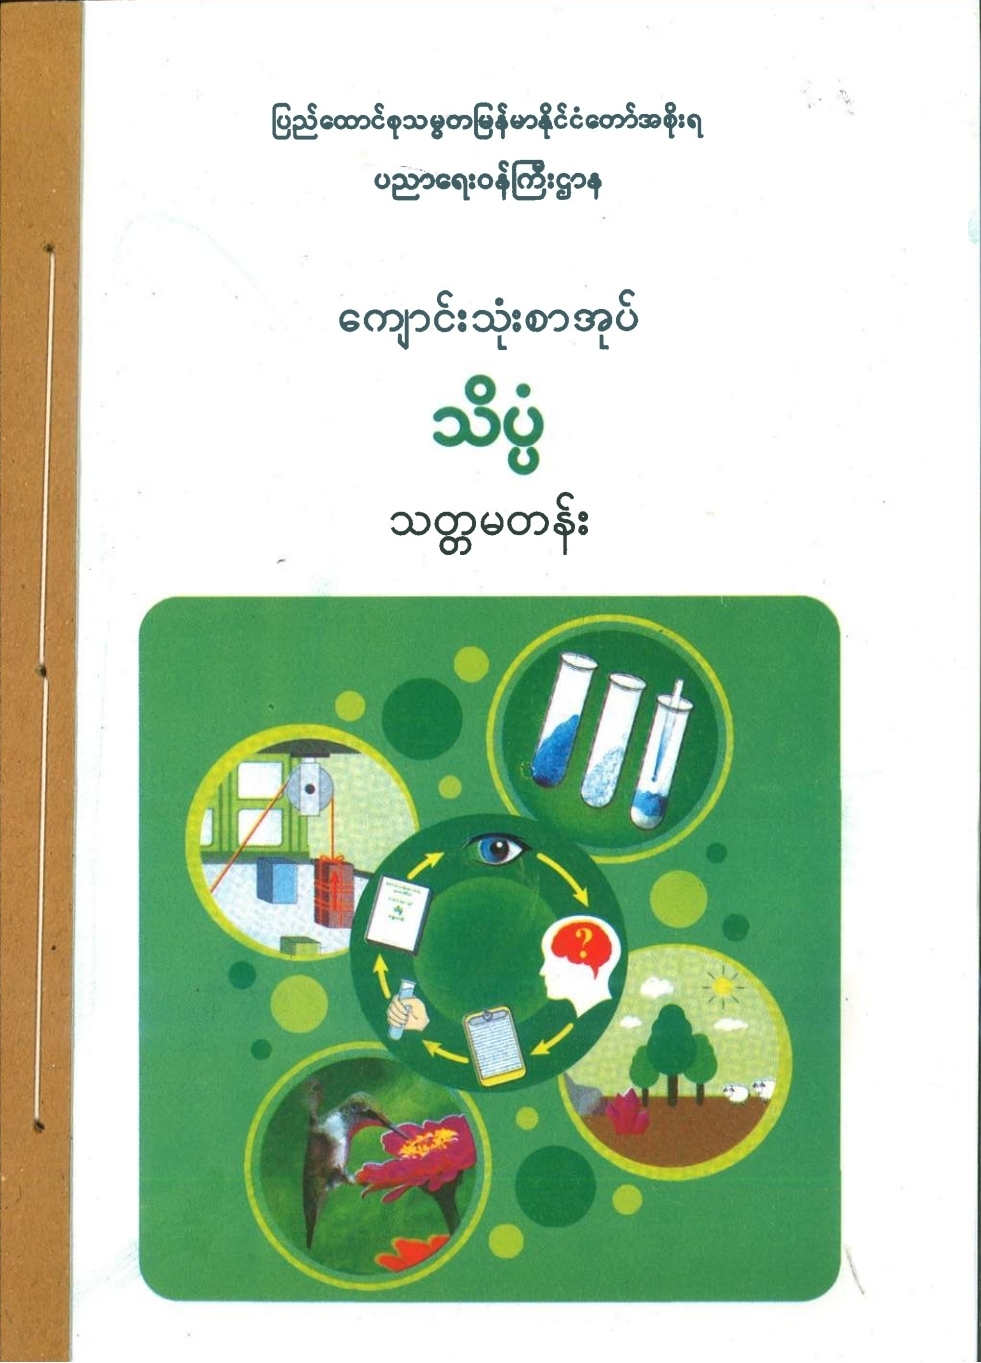 ပြည်ထောင်စုသမ္မတမြန်မာနိုင်ငံတော်အစိုးရ
ပညာရေးဝန်ကြီးဌာန
ကျောင်းသုံးစာအုပ်
သိပ္ပံ
သတ္တမတန်း
?